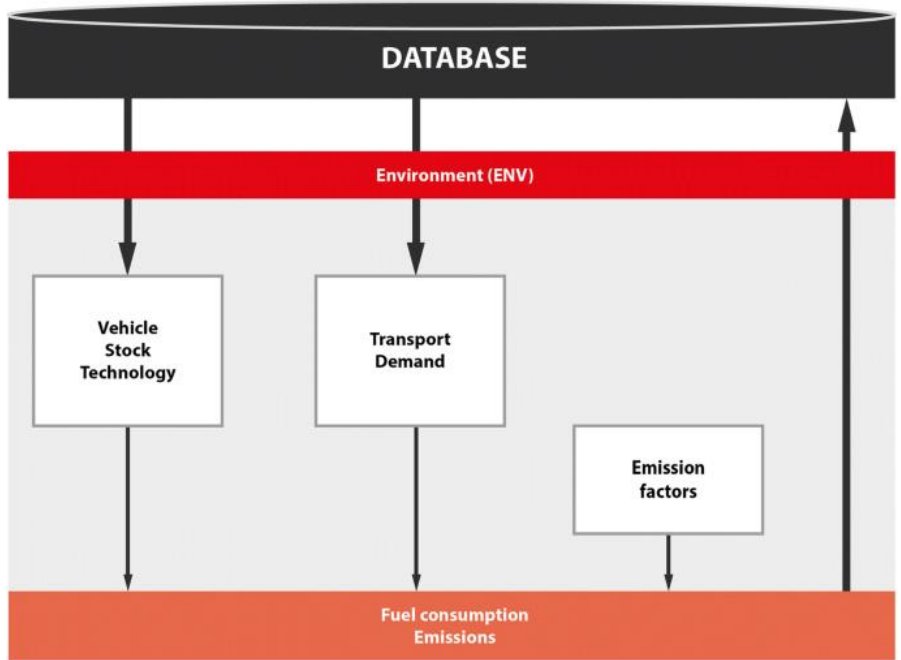 DATABASE
Environment (ENV)
Vehicle
Stock
Technology
Transport
Demand
Emission
factors
Fuel consumption
Emissions